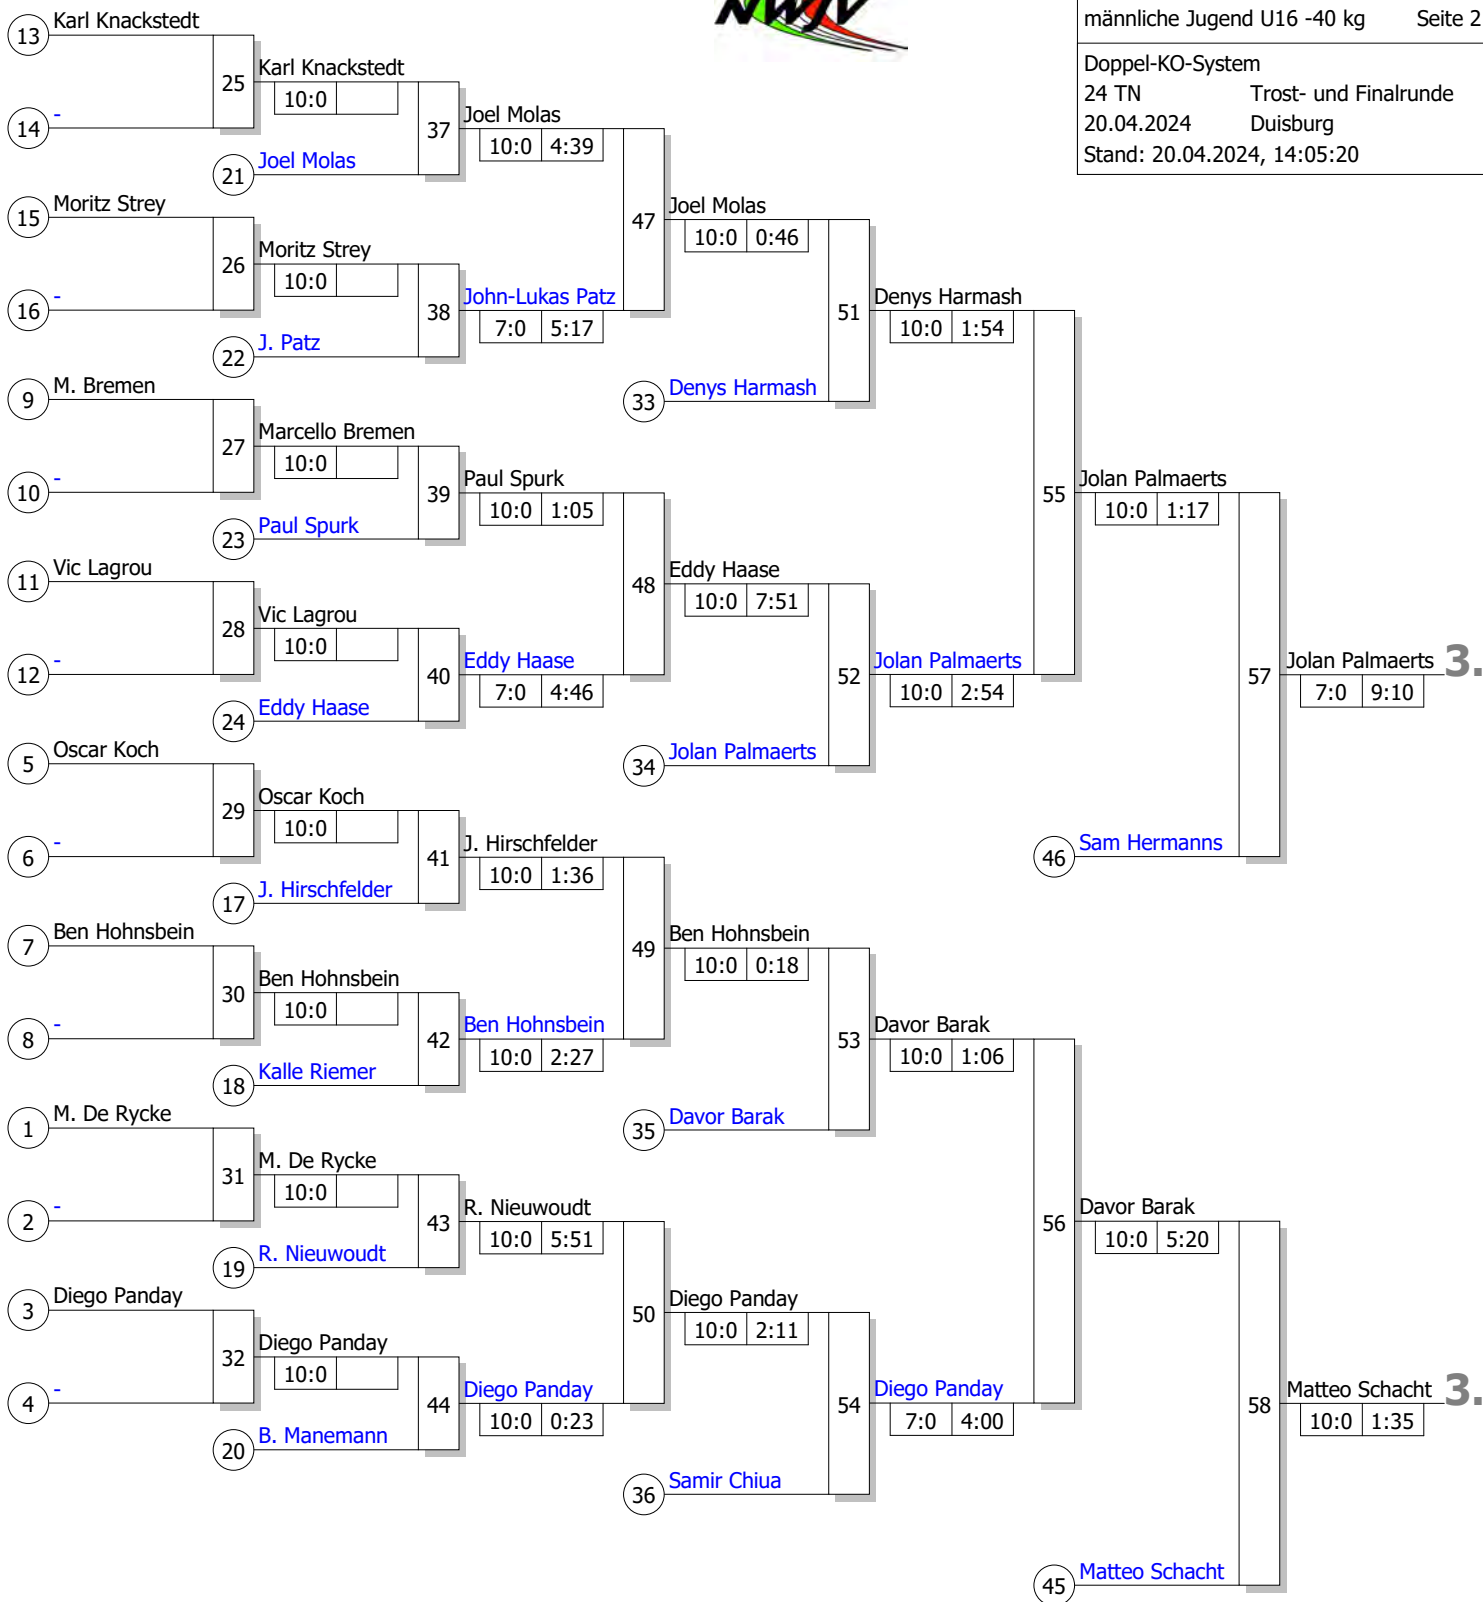 NWJV
männliche Jugend U16 -40 kg Seite 2
Doppel-KO-System
24 TN Trost- und Finalrunde
20.04.2024 Duisburg
Stand: 20.04.2024, 14:05:20
13 Karl Knackstedt
25 Karl Knackstedt
10:0
14 -
37 Joel Molas
10:0 4:39
21 Joel Molas
15 Moritz Strey
47 Joel Molas
10:0 0:46
26 Moritz Strey
10:0
16 -
38 John-Lukas Patz
7:0 5:17
22 J. Patz
51 Denys Harmash
10:0 1:54
9 M. Bremen
33 Denys Harmash
27 Marcello Bremen
10:0
10 -
39 Paul Spurk
10:0 1:05
23 Paul Spurk
55 Jolan Palmaerts
10:0 1:17
11 Vic Lagrou
48 Eddy Haase
10:0 7:51
28 Vic Lagrou
10:0
12 -
40 Eddy Haase
7:0 4:46
24 Eddy Haase
52 Jolan Palmaerts
10:0 2:54
57 Jolan Palmaerts 3.
7:0 9:10
5 Oscar Koch
34 Jolan Palmaerts
29 Oscar Koch
10:0
6 -
41 J. Hirschfelder
10:0 1:36
46 Sam Hermanns
17 J. Hirschfelder
7 Ben Hohnsbein
49 Ben Hohnsbein
10:0 0:18
30 Ben Hohnsbein
10:0
8 -
42 Ben Hohnsbein
10:0 2:27
18 Kalle Riemer
53 Davor Barak
10:0 1:06
1 M. De Rycke
35 Davor Barak
31 M. De Rycke
10:0
2 -
43 R. Nieuwoudt
10:0 5:51
19 R. Nieuwoudt
56 Davor Barak
10:0 5:20
3 Diego Panday
50 Diego Panday
10:0 2:11
32 Diego Panday
10:0
4 -
44 Diego Panday
10:0 0:23
20 B. Manemann
54 Diego Panday
7:0 4:00
58 Matteo Schacht 3.
10:0 1:35
36 Samir Chiua
45 Matteo Schacht